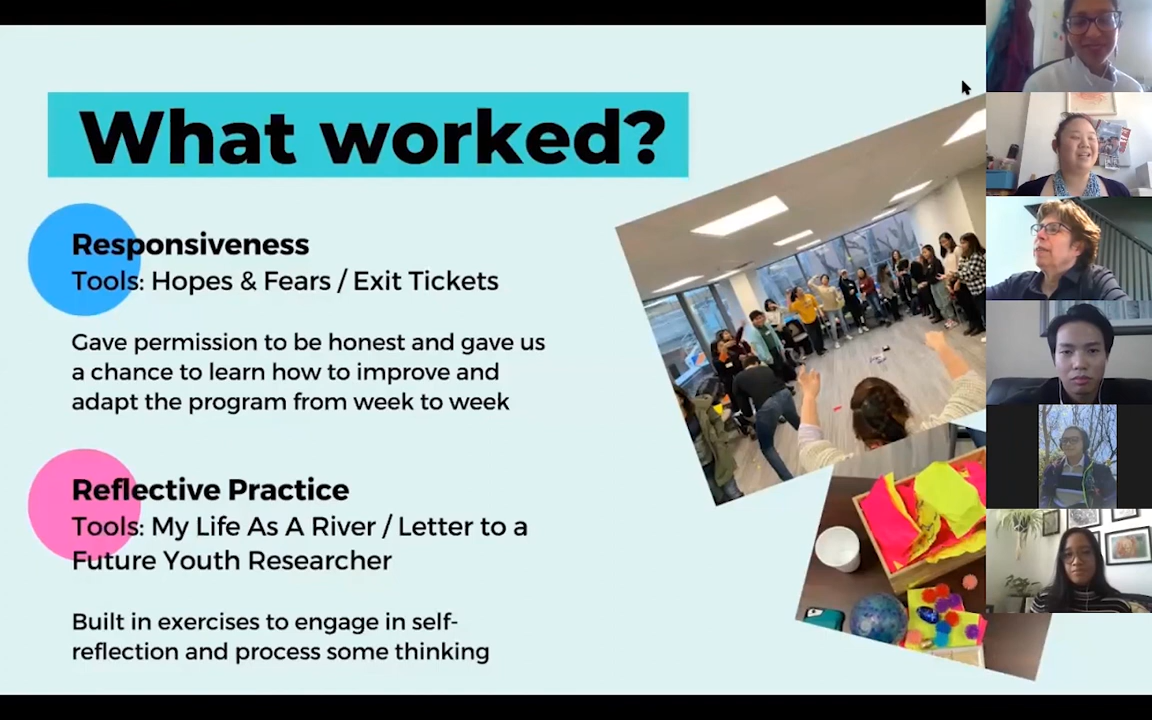 What worked?
Responsiveness
Tools: Hopes & Fears / Exit Tickets
Gave permission to be honest and gave us
a chance to learn how to improve and
adapt the program from week to week
Reflective Practice
Tools: My Life As A River / Letter to a
Future Youth Researcher
Built in exercises to engage in self-
reflection and process some thinking